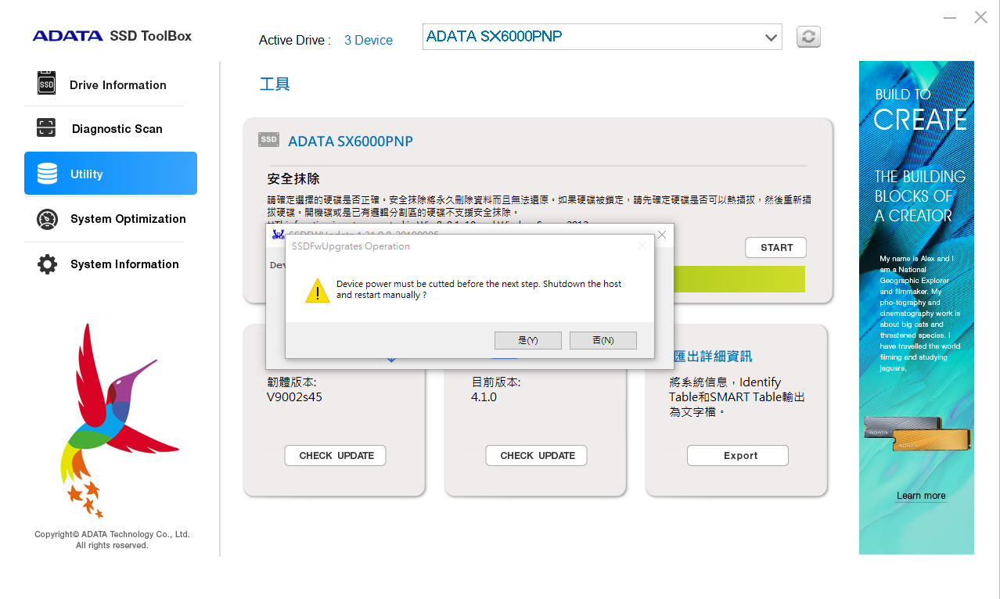 ADATA SSD ToolBox
Active Drive : 3 Device
ADATA SX6000PNP
SSD
Drive Information
Diagnostic Scan
Utility
System Optimization
System Information
Copyright© ADATA Technology Co., Ltd.
All rights reserved.
工具
SSD
ADATA SX6000PNP
安全抹除
請確定選擇的硬碟是否正確。安全抹除將永久刪除資料而且無法還原。如果硬碟被鎖定，請先確定硬碟是否可以熱插拔，然後重新插
拔硬碟。開機碟或是已有邏輯分割區的硬碟不支援安全抹除。
START
SSDFwUpgrates Operation
Device power must be cutted before the next step. Shutdown the host
and restart manually ?
是(Y)
否(N)
韌體版本:
V9002s45
CHECK UPDATE
目前版本:
4.1.0
CHECK UPDATE
匯出詳細資訊
將系統信息，Identify
Table和SMART Table輸出
為文字檔。
Export
BUILD TO
CREATE
THE BUILDING
BLOCKS OF
A CREATOR
My name is Alex and I
am a National
Geographic Explorer
and filmmaker. My
pho-tography and
cinematography work is
about big cats and
threatened species. I
have travelled the world
filming and studying
jaguars,
ADATA
ADATA
Learn more